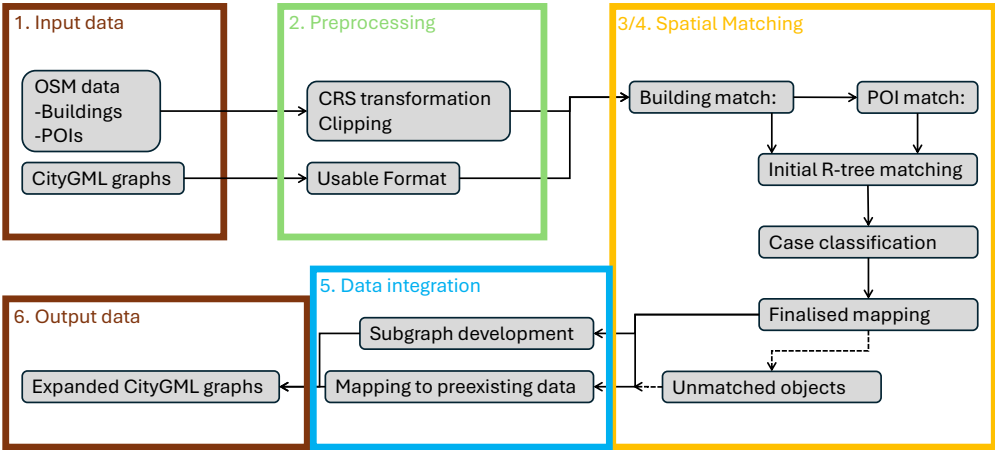 1. Input data
OSM data
-Buildings
-POIs
CityGML graphs
2. Preprocessing
CRS transformation
Clipping
Usable Format
3/4. Spatial Matching
Building match:
POI match:
Initial R-tree matching
Case classification
Finalised mapping
Unmatched objects
5. Data integration
Subgraph development
Mapping to preexisting data
6. Output data
Expanded CityGML graphs